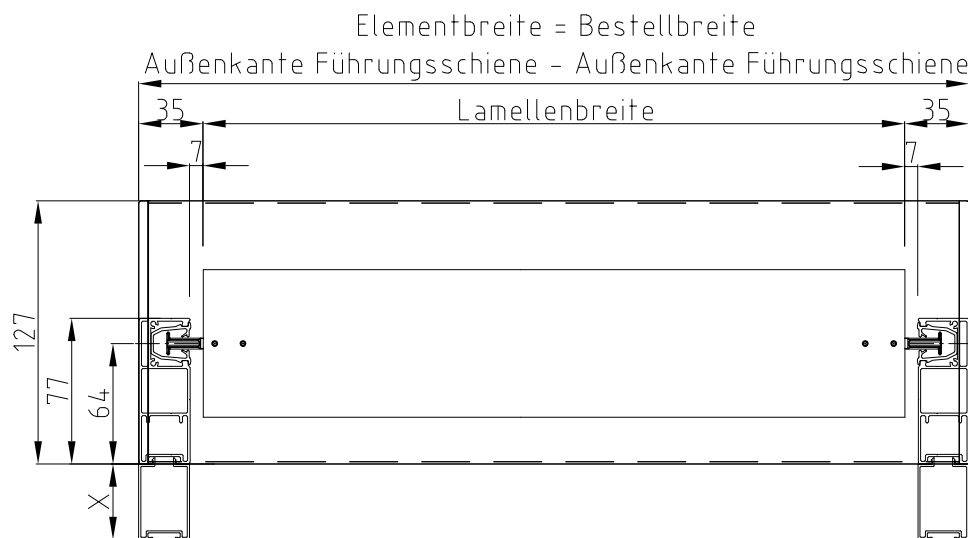 Elementbreite = Bestellbreite
Außenkante Führungsschiene - Außenkante Führungsschiene
35
Lamellenbreite
35
7
7
127
77
64
X